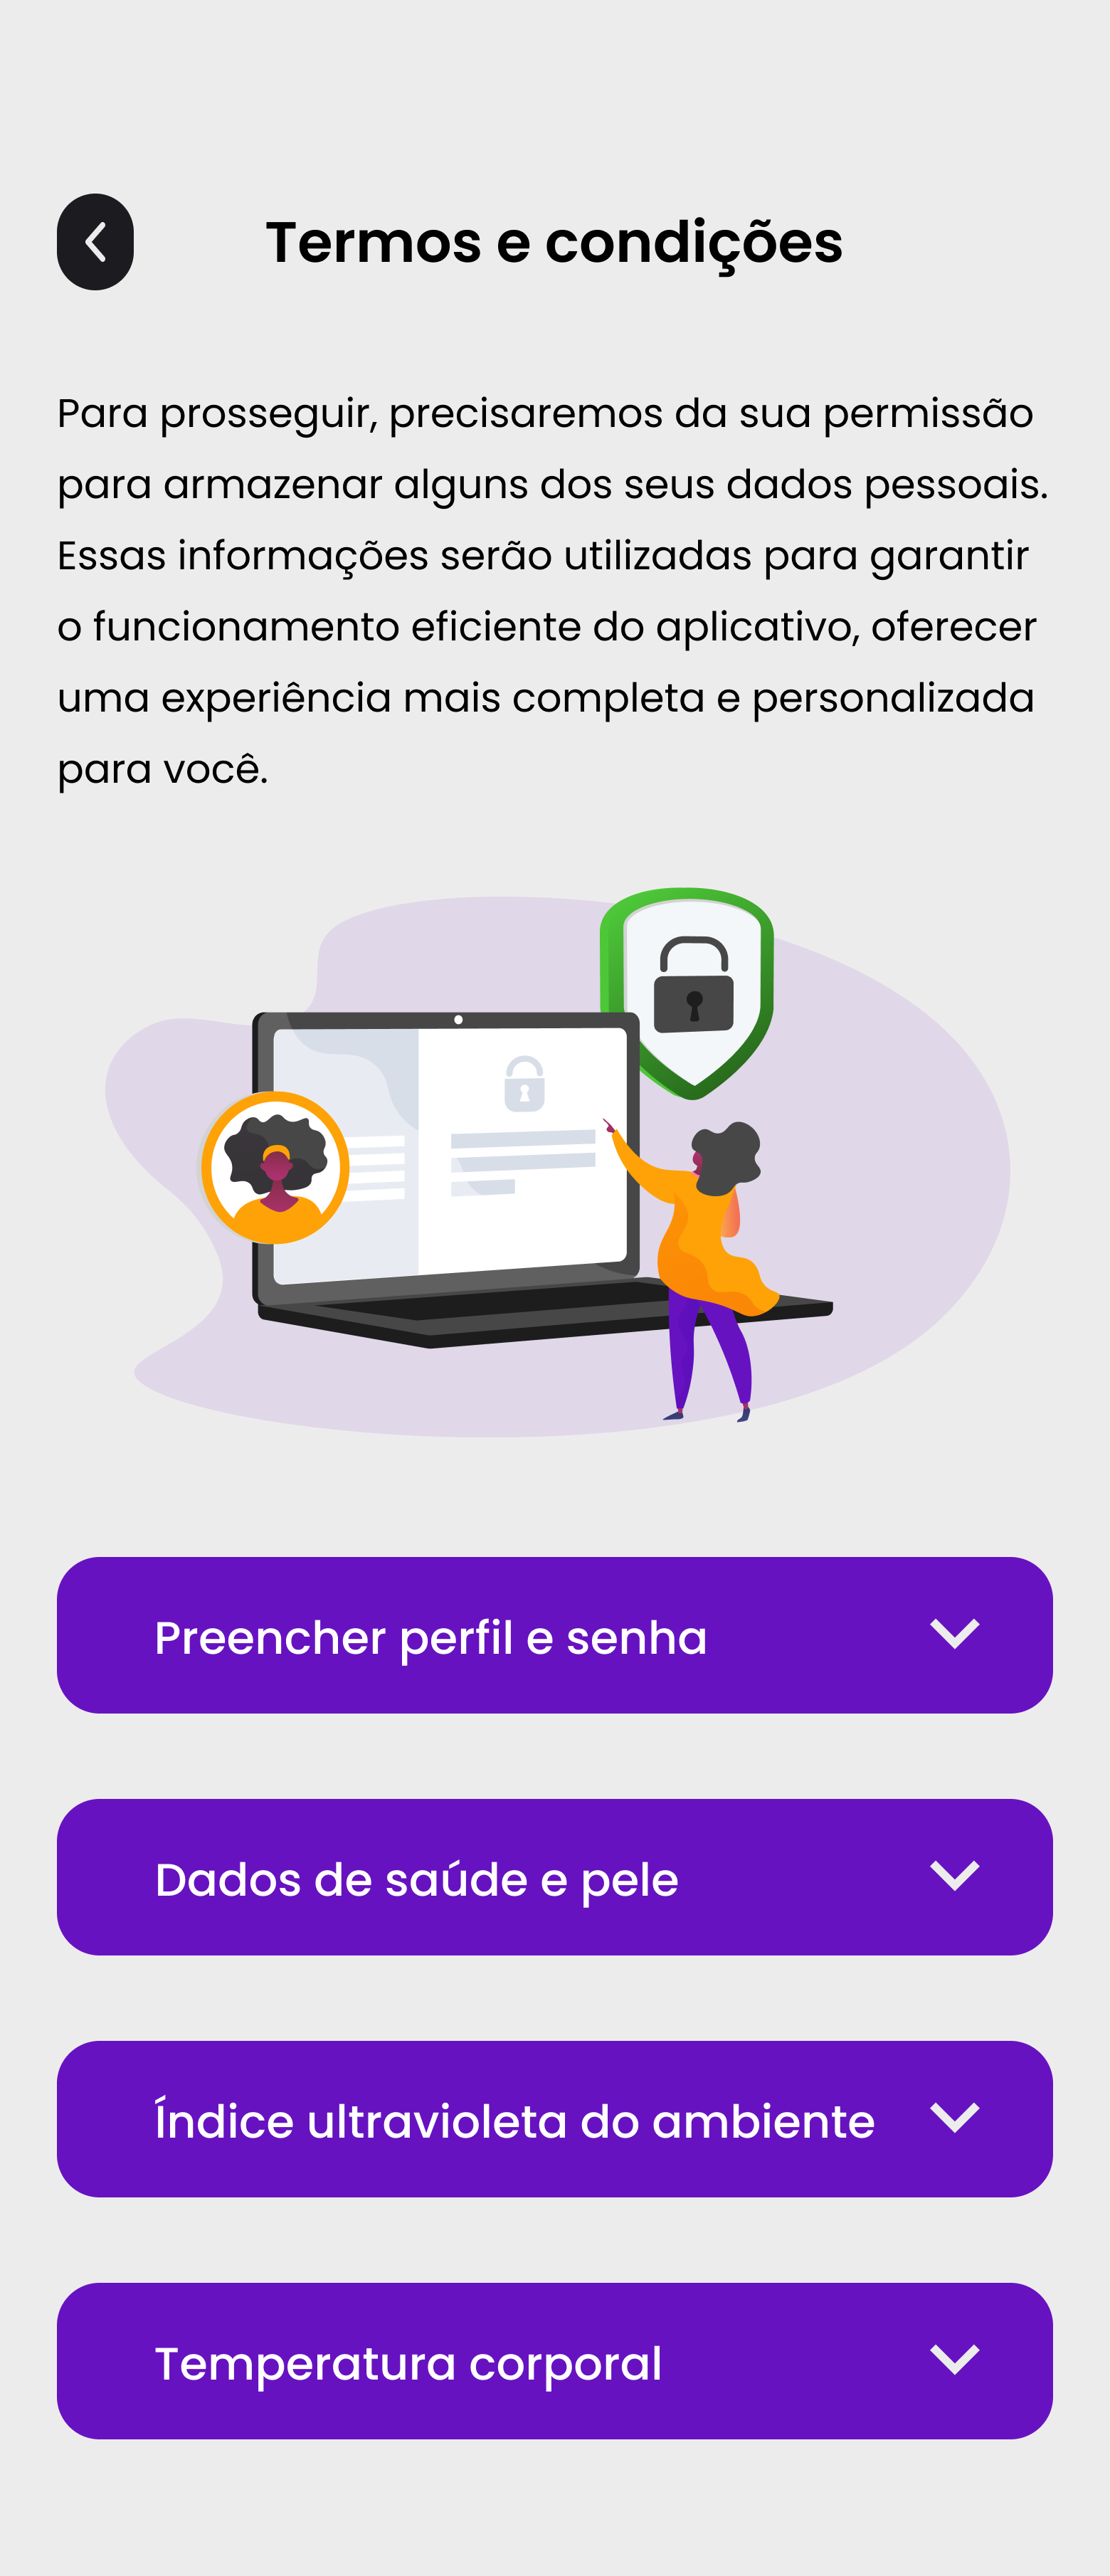 Termos e condições
Para prosseguir, precisaremos da sua permissão
para armazenar alguns dos seus dados pessoais.
Essas informações serão utilizadas para garantir
o funcionamento eficiente do aplicativo, oferecer
uma experiência mais completa e personalizada
para você.
Preencher perfil e senha
Dados de saúde e pele
Índice ultravioleta do ambiente
Temperatura corporal